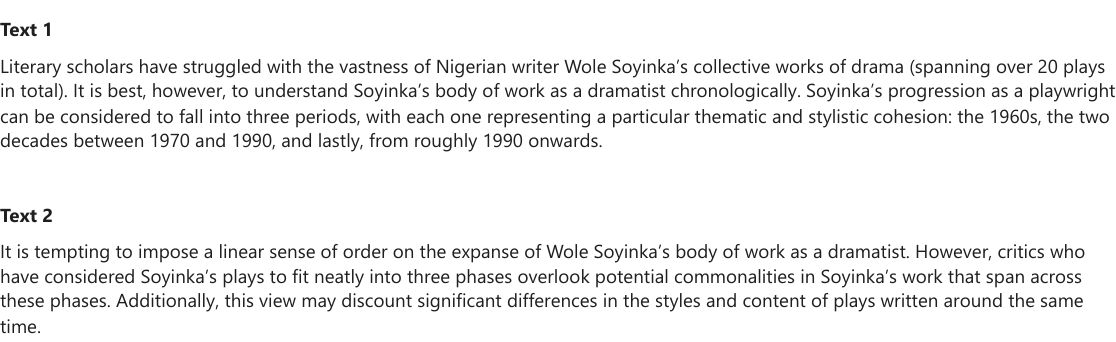 Text 1
Literary scholars have struggled with the vastness of Nigerian writer Wole Soyinka’s collective works of drama (spanning over 20 plays
in total). It is best, however, to understand Soyinka’s body of work as a dramatist chronologically. Soyinka’s progression as a playwright
can be considered to fall into three periods, with each one representing a particular thematic and stylistic cohesion: the 1960s, the two
decades between 1970 and 1990, and lastly, from roughly 1990 onwards.
Text 2
It is tempting to impose a linear sense of order on the expanse of Wole Soyinka’s body of work as a dramatist. However, critics who
have considered Soyinka’s plays to fit neatly into three phases overlook potential commonalities in Soyinka’s work that span across
these phases. Additionally, this view may discount significant differences in the styles and content of plays written around the same
time.